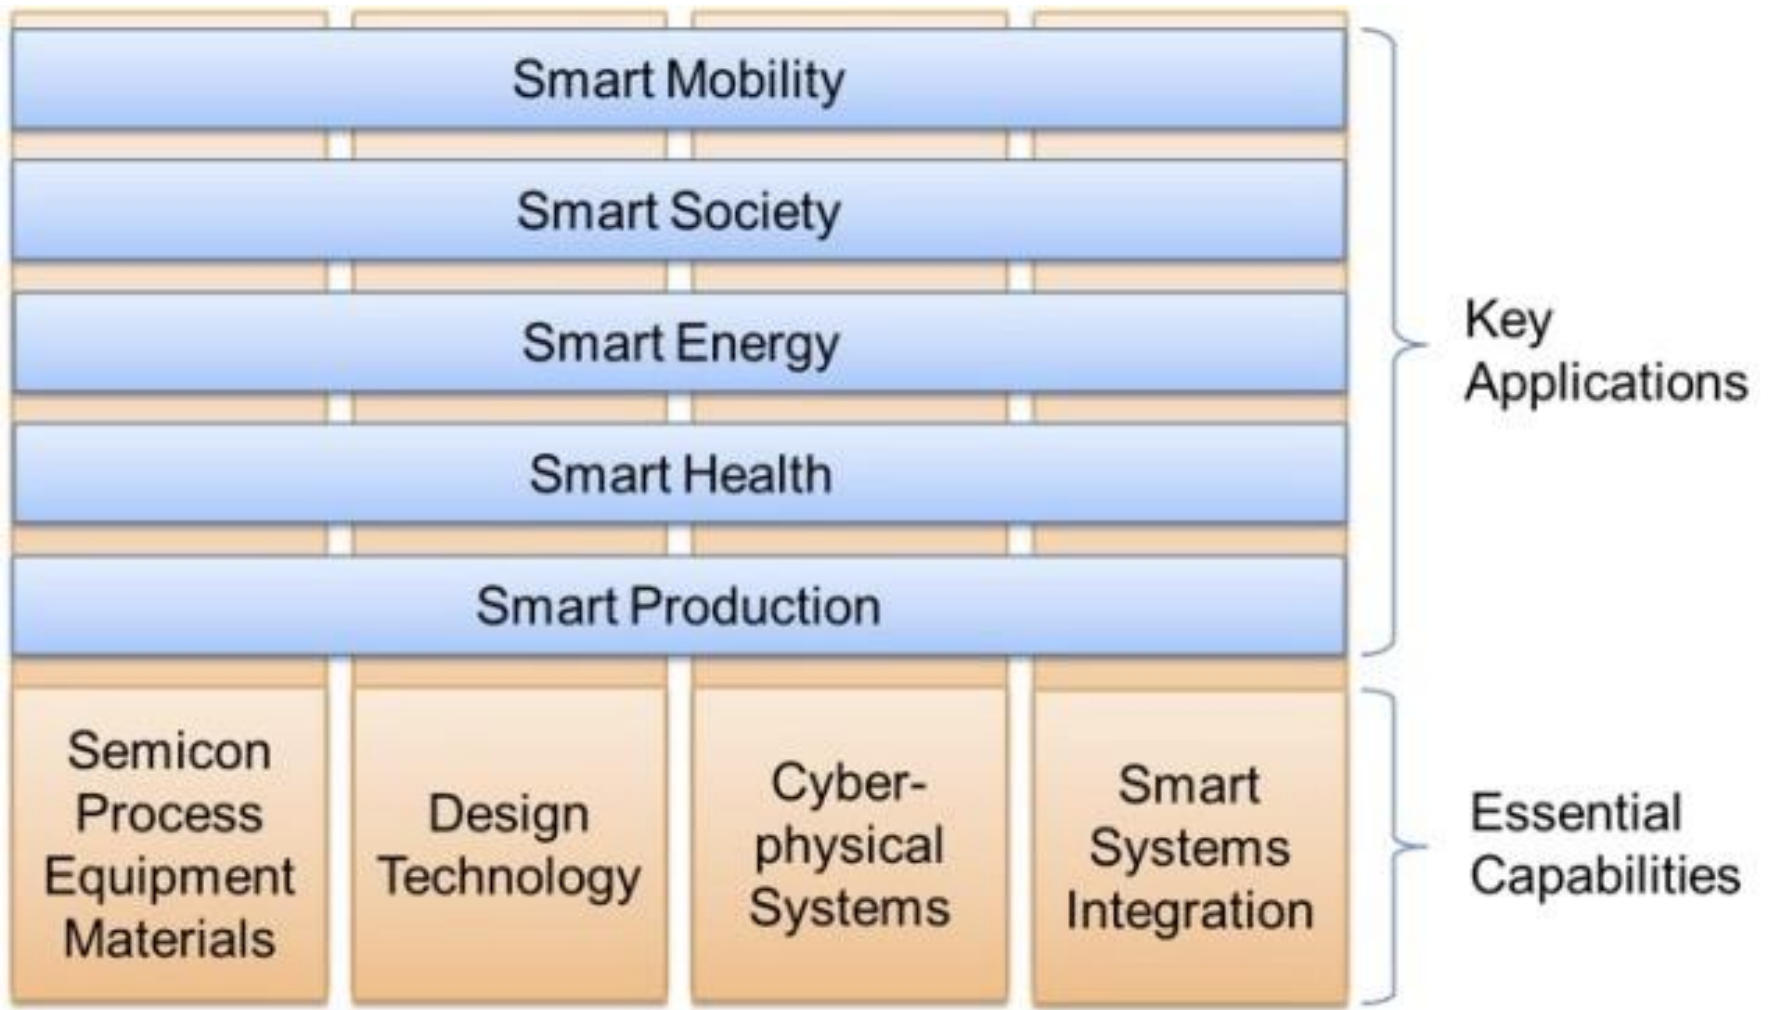 Smart Mobility
Smart Society
Smart Energy
Smart Health
Smart Production
Key
Applications
Semicon
Process
Equipment
Materials
Design
Technology
Cyber-
physical
Systems
Smart
Systems
Integration
Essential
Capabilities